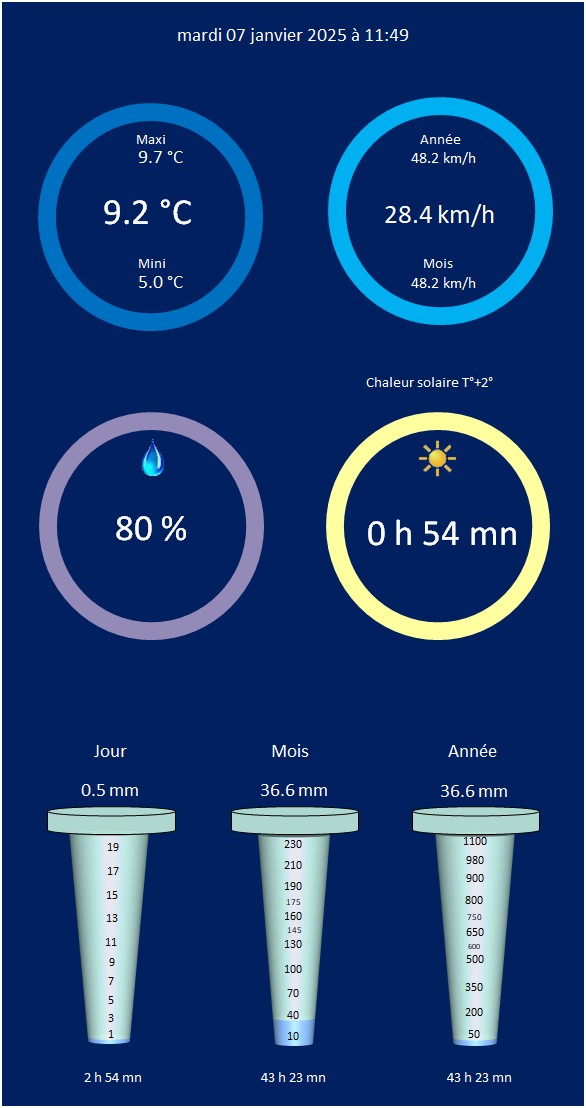 mardi 07 janvier 2025 à 11:49
Maxi
9.7 °C
9.2 °C
Mini
5.0 °C
Année
48.2 km/h
28.4 km/h
Mois
48.2 km/h
Chaleur solaire T°+2°
80 %
0 h 54 mn
Jour
0.5 mm
19
17
15
13
11
9
7
5
3
1
2 h 54 mn
Mois
36.6 mm
230
210
190
175
160
145
130
100
70
40
10
43 h 23 mn
Année
36.6 mm
1100
980
900
800
750
650
600
500
350
200
50
43 h 23 mn